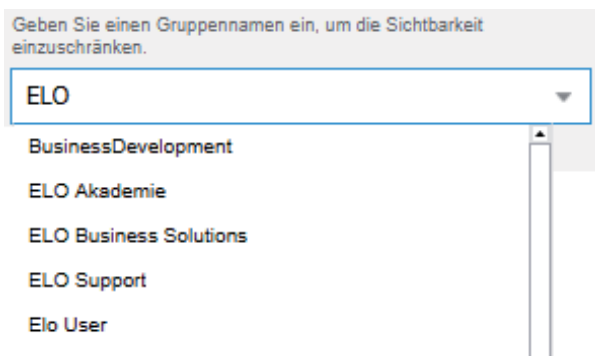 Geben Sie einen Gruppennamen ein, um die Sichtbarkeit
einzuschränken.
ELO
BusinessDevelopment
ELO Akademie
ELO Business Solutions
ELO Support
Elo User